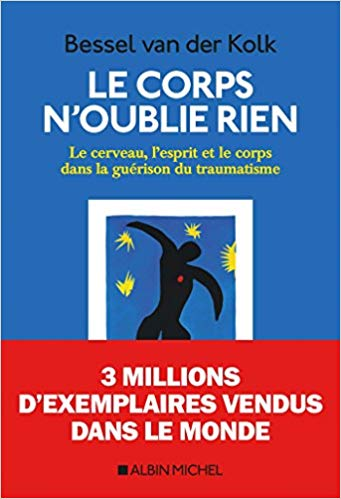 Bessel van der Kolk
LE CORPS
N'OUBLIE RIEN
Le cerveau, l'esprit et le corps
dans la guérison du traumatisme
3 MILLIONS
D'EXEMPLAIRES VENDUS
DANS LE MONDE
ALBIN MICHEL